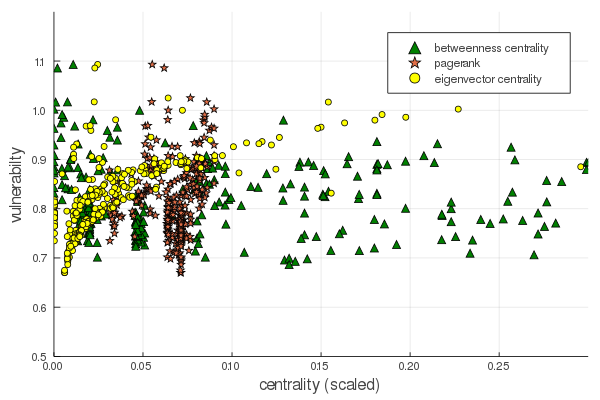 betweenness centrality
pagerank
eigenvector centrality
1.1
1.0
0.9
0.8
0.7
0.6
0.5
vulnerability
0.00
0.05
0.10
0.15
0.20
0.25
centrality (scaled)